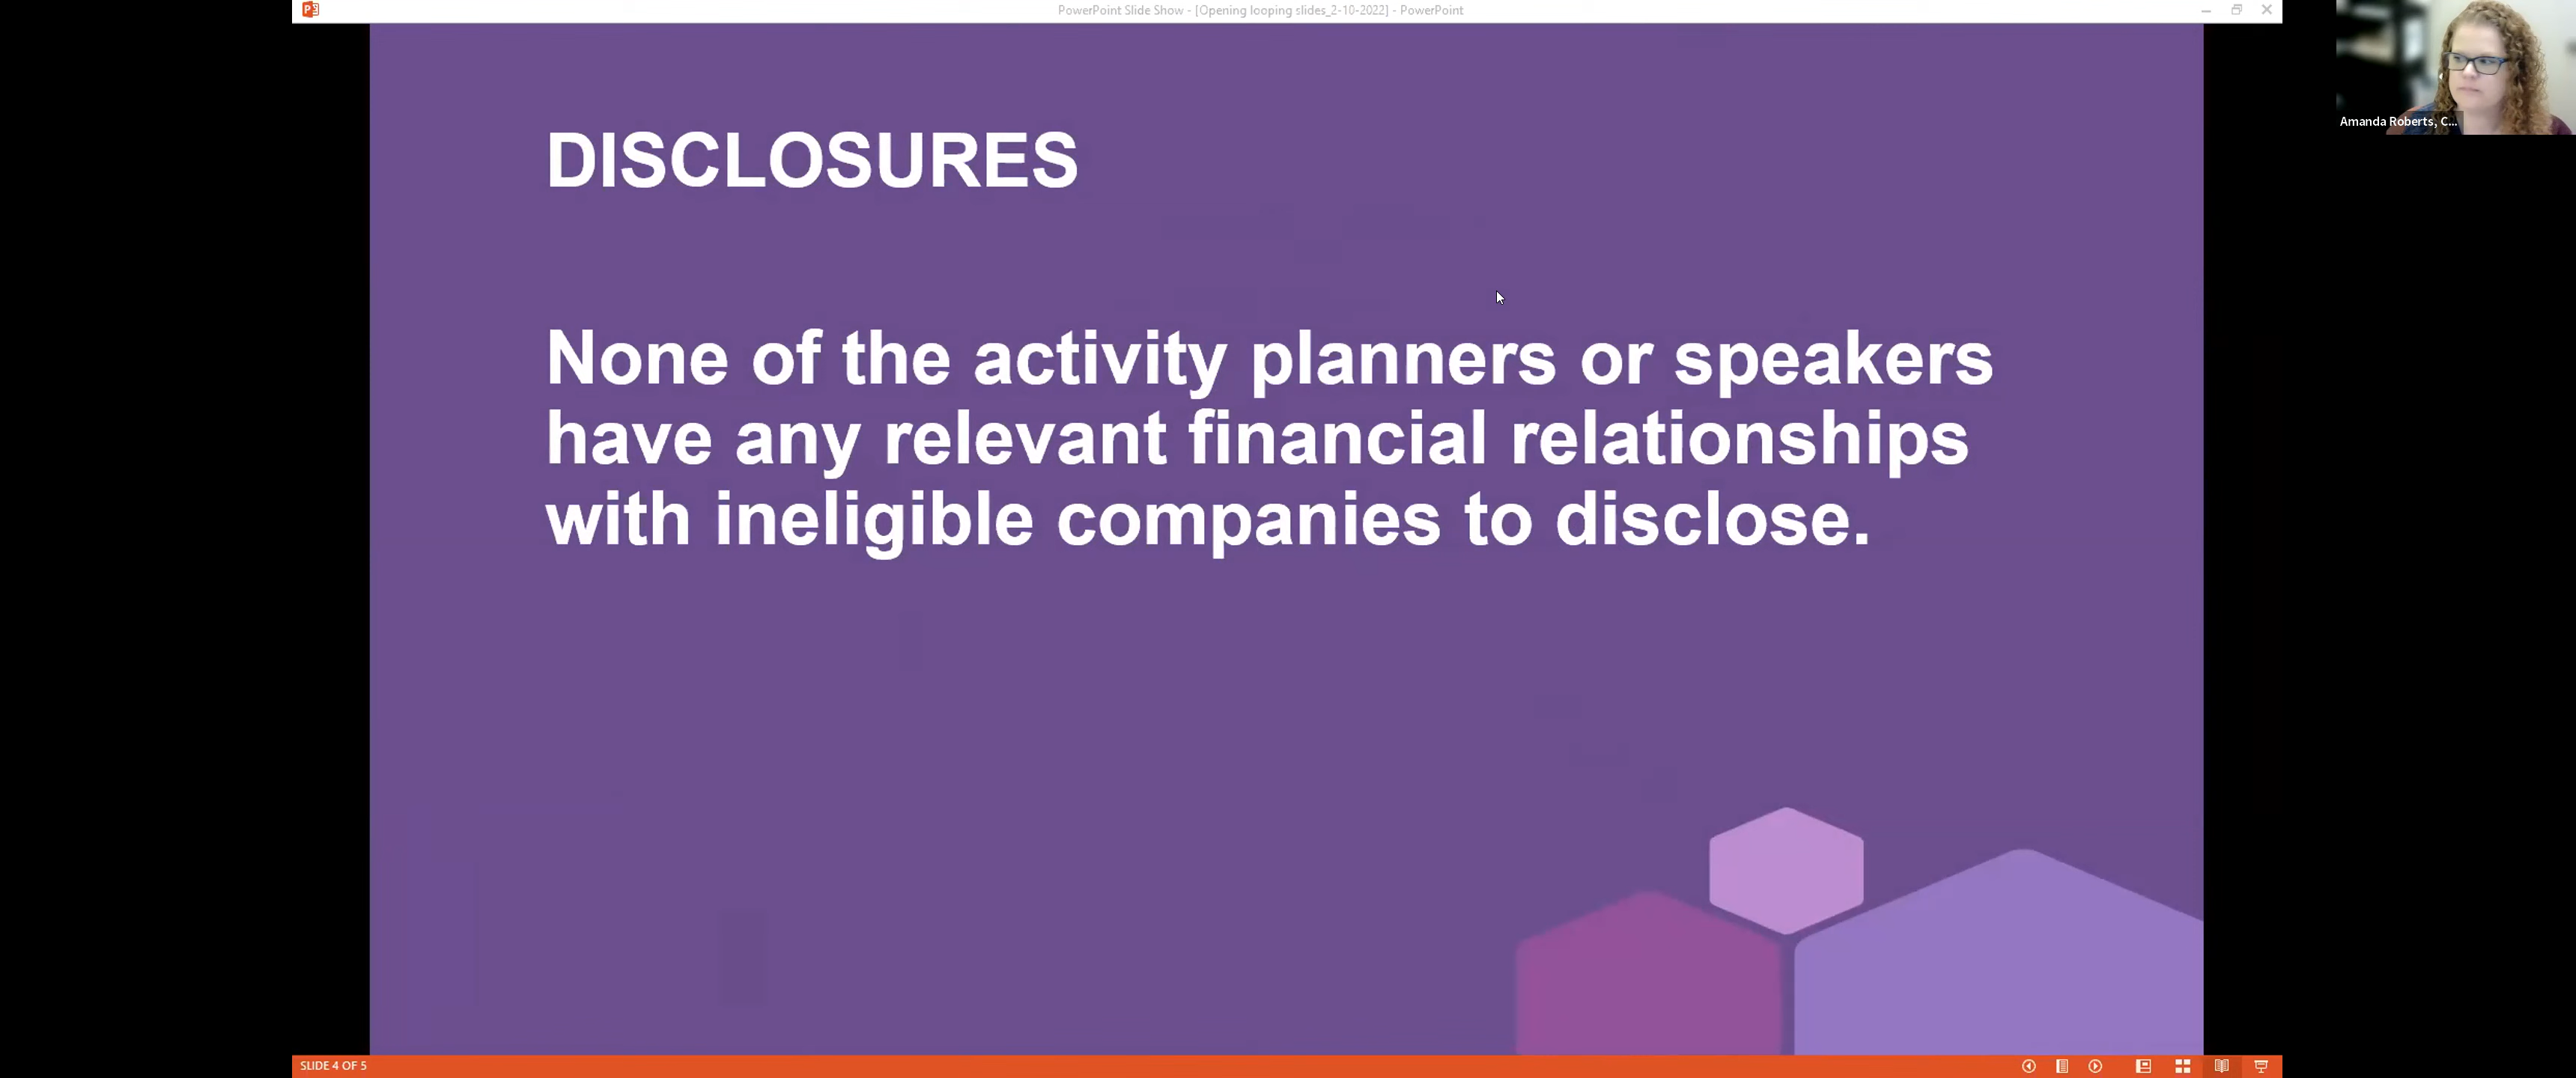 PowerPoint Slide Show - [Opening looping slides_2-10-2022] - PowerPoint
Amanda Roberts, C...
DISCLOSURES
None of the activity planners or speakers
have any relevant financial relationships
with ineligible companies to disclose.
SLIDE 4 OF 5